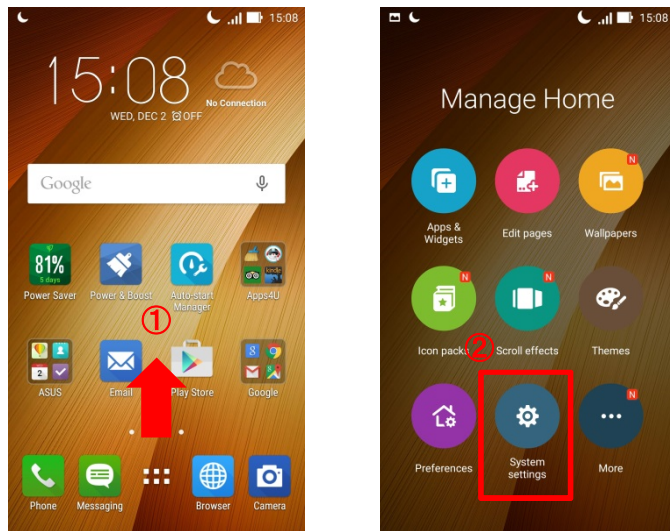 15:08
15:08
WED, DEC 2 OFF
No Connection
Google
81%
5 days
Power Saver
Power & Boost
Auto-start
Manager
Apps4U
①
2
ASUS
Email
Play Store
Google
Phone
Messaging
Browser
Camera
15:08
Manage Home
N
Apps &
Widgets
Edit pages
Wallpapers
N
N
Icon packs
②
Scroll effects
Themes
N
Preferences
System
settings
More